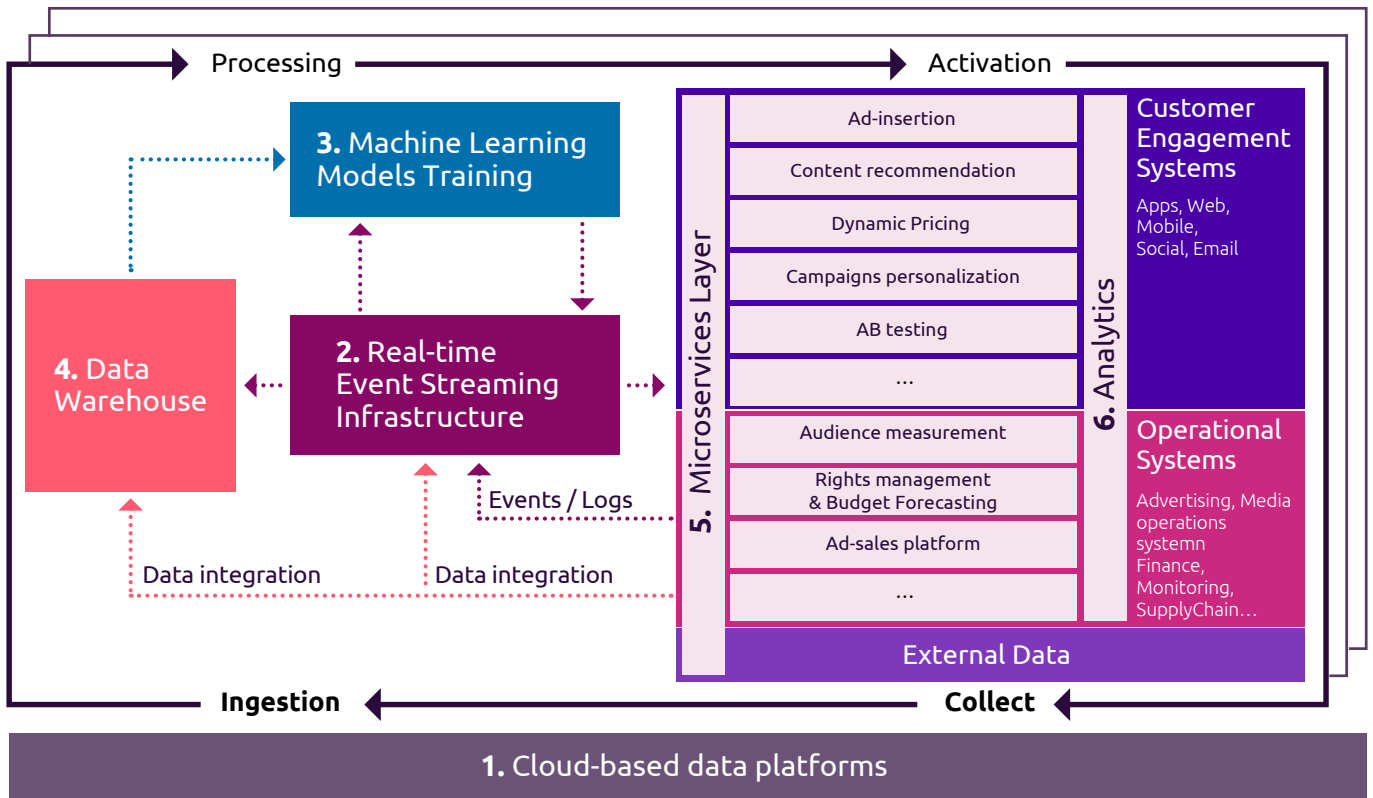 Processing
Activation
3. Machine Learning
Models Training
4. Data
Warehouse
2. Real-time
Event Streaming
Infrastructure
Events / Logs
Data integration
Data integration
5. Microservices Layer
Ad-insertion
Content recommendation
Dynamic Pricing
Campaigns personalization
AB testing
...
Audience measurement
Rights management
& Budget Forecasting
Ad-sales platform
...
6. Analytics
Customer
Engagement
Systems
Apps, Web,
Mobile,
Social, Email
Operational
Systems
Advertising, Media
operations
systemn
Finance,
Monitoring,
SupplyChain...
External Data
Ingestion
Collect
1. Cloud-based data platforms